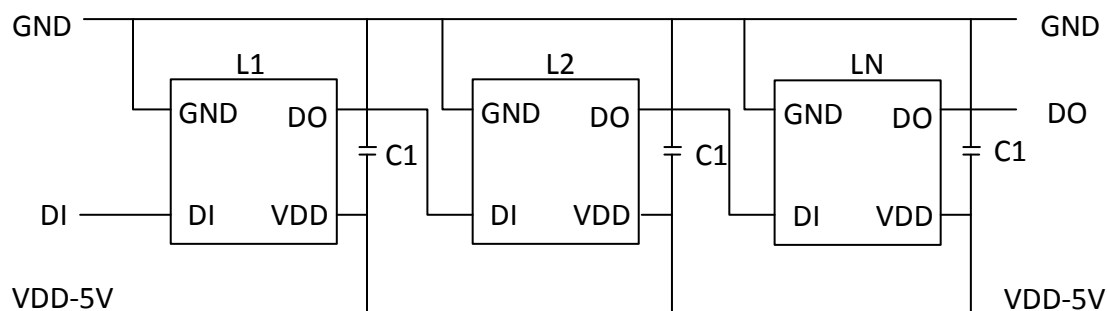 GND
GND
L1
L2
LN
GND
DO
GND
DO
GND
DO
DO
C1
C1
C1
DI
DI
VDD
DI
VDD
DI
VDD
VDD-5V
VDD-5V